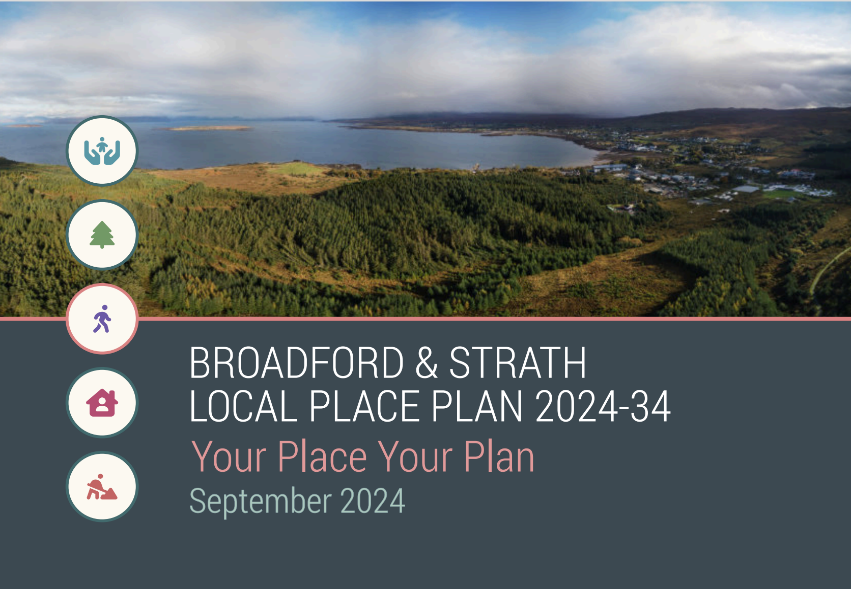 BROADFORD & STRATH
LOCAL PLACE PLAN 2024-34
Your Place Your Plan
September 2024